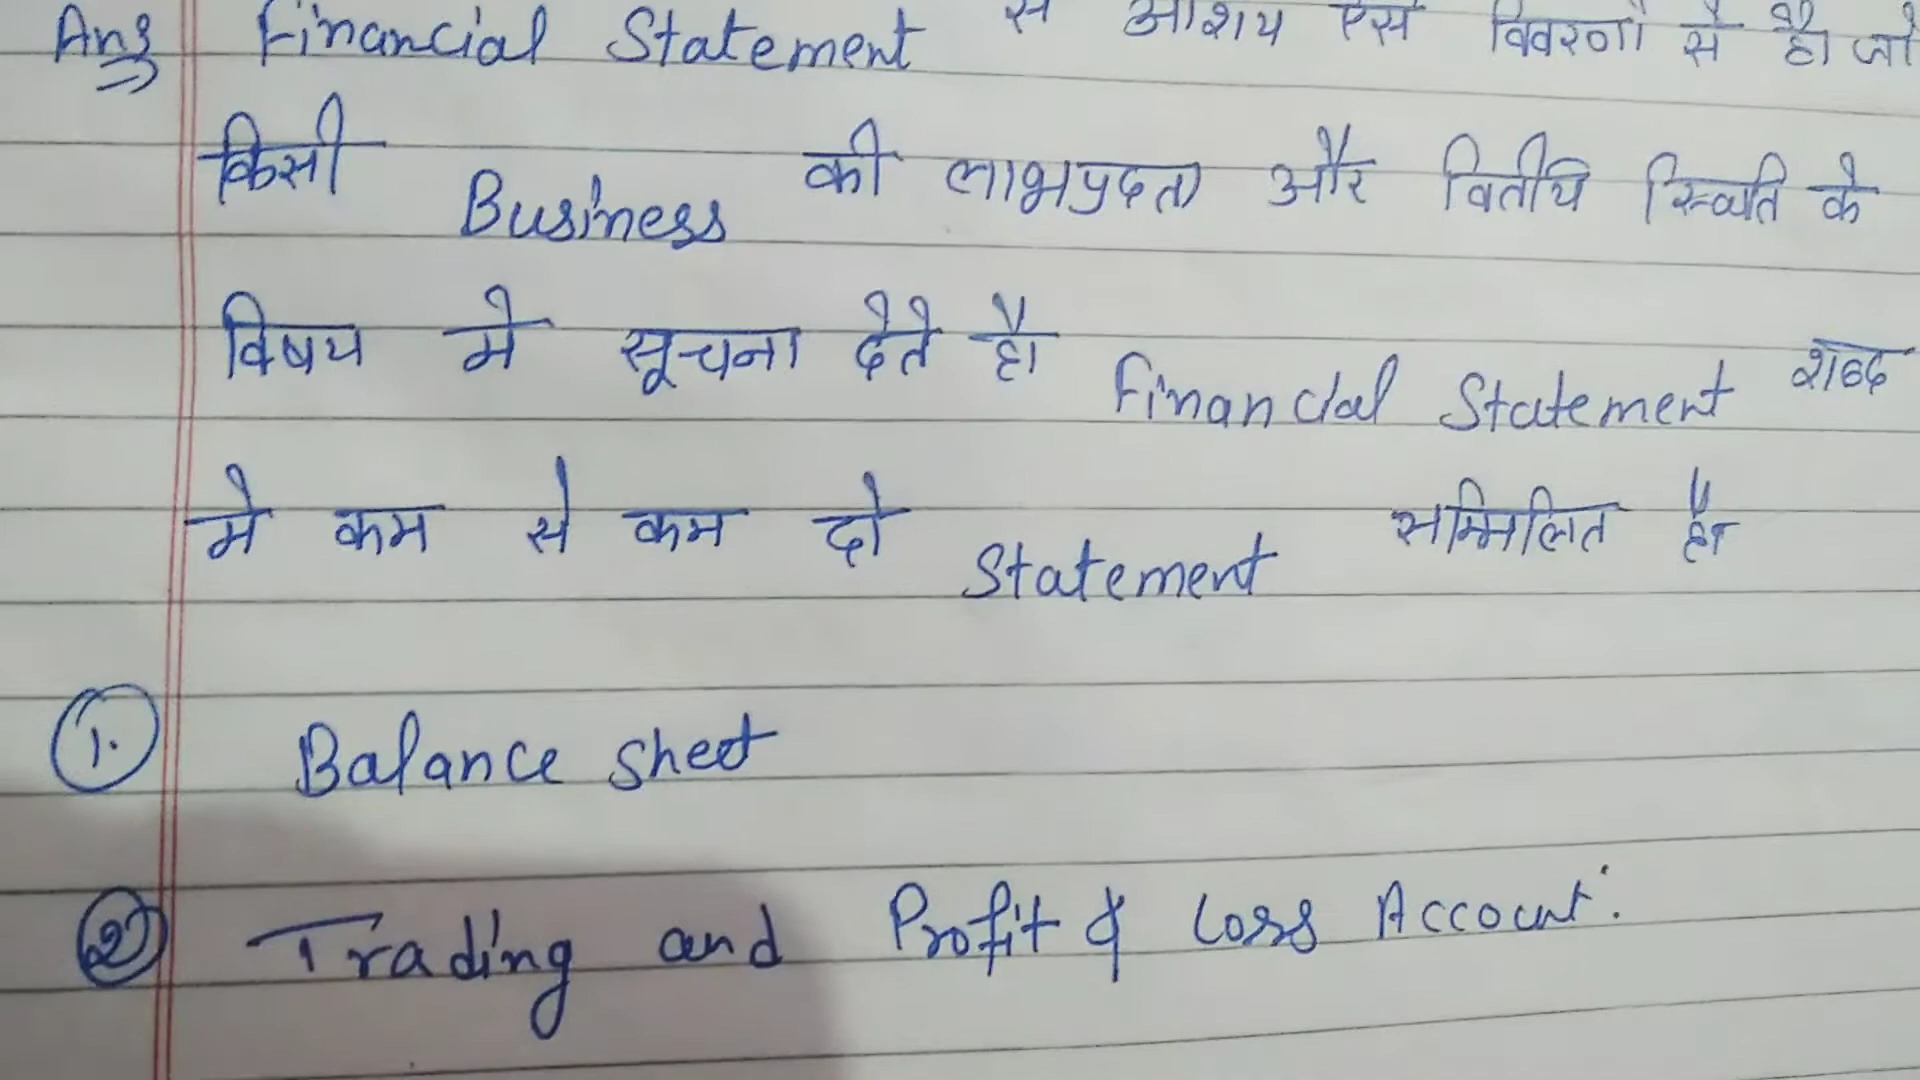 Ans Financial Statement से आशय ऐसे विवरणों से है जो
किसी Business की लाभप्रदता और वितीय स्थिति के
विषय मे सूचना देते है। Financial Statement शब्द
मे कम से कम दो Statement सम्मिलित है।
1. Balance sheet
2 Trading and Profit & Loss Account.